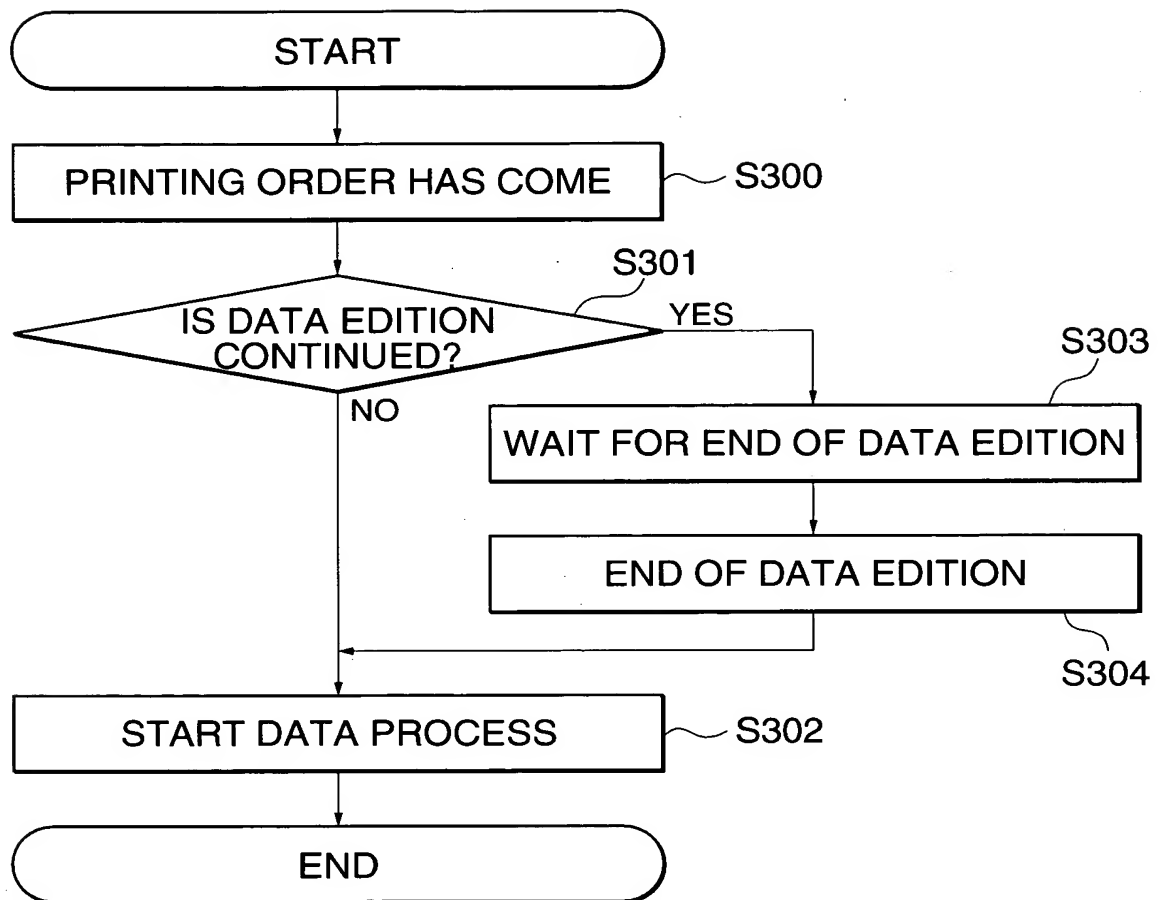 START
PRINTING ORDER HAS COME
S300
S301
IS DATA EDITION
CONTINUED?
YES
NO
S303
WAIT FOR END OF DATA EDITION
END OF DATA EDITION
S304
START DATA PROCESS
S302
END